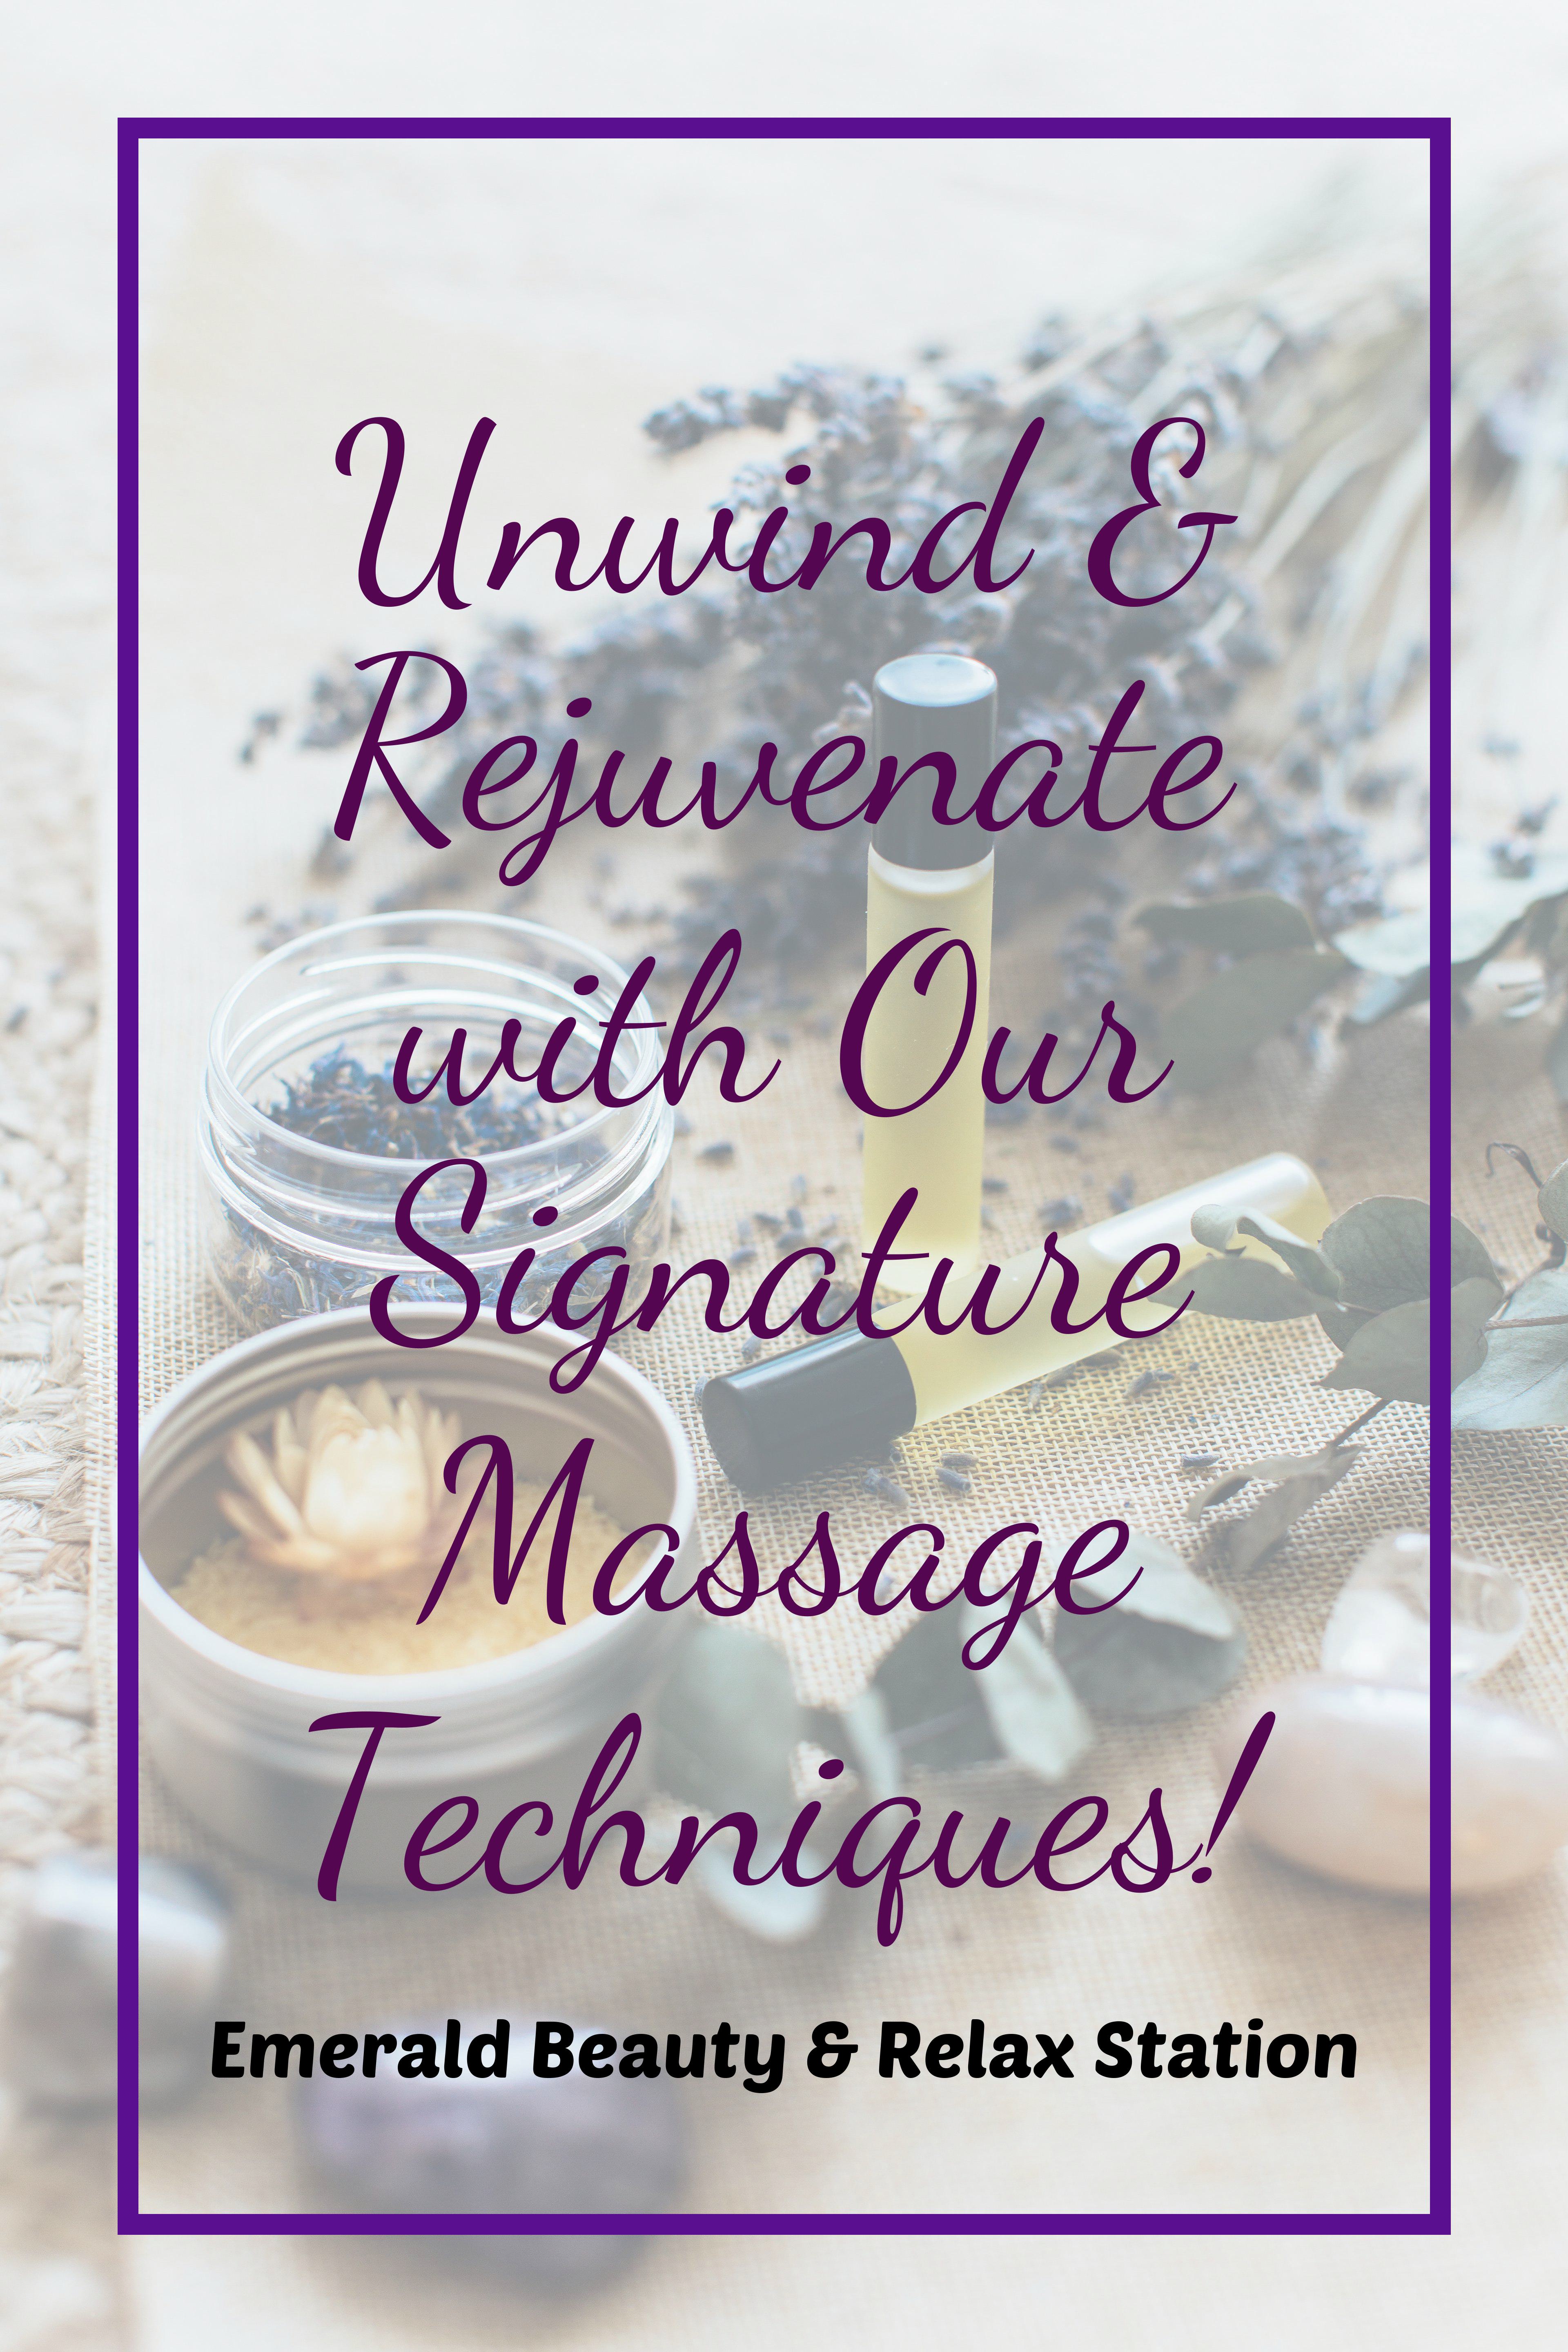 Unwind &
Rejuvenate
with Our
Signature
Massage
Techniques!
Emerald Beauty & Relax Station